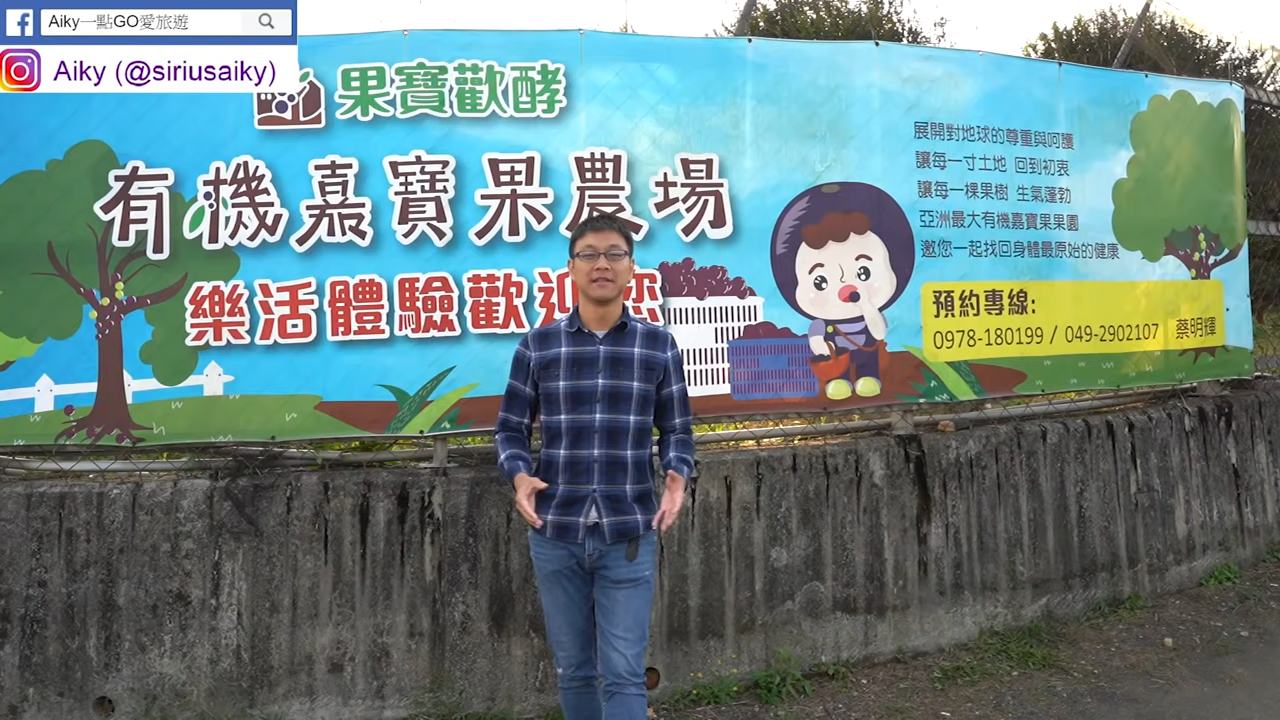 Aiky一點GO愛旅遊
Aiky (@siriusaiky)
果寶歡酵
有機嘉寶果農場
樂活體驗歡迎您
展開對地球的尊重與呵護
讓每一寸土地 回到初衷
讓每一棵果樹 生氣蓬勃
亞洲最大有機嘉寶果果園
邀您一起找回身體最原始的健康
預約專線:
0978-180199 / 049-2902107 蔡明輝